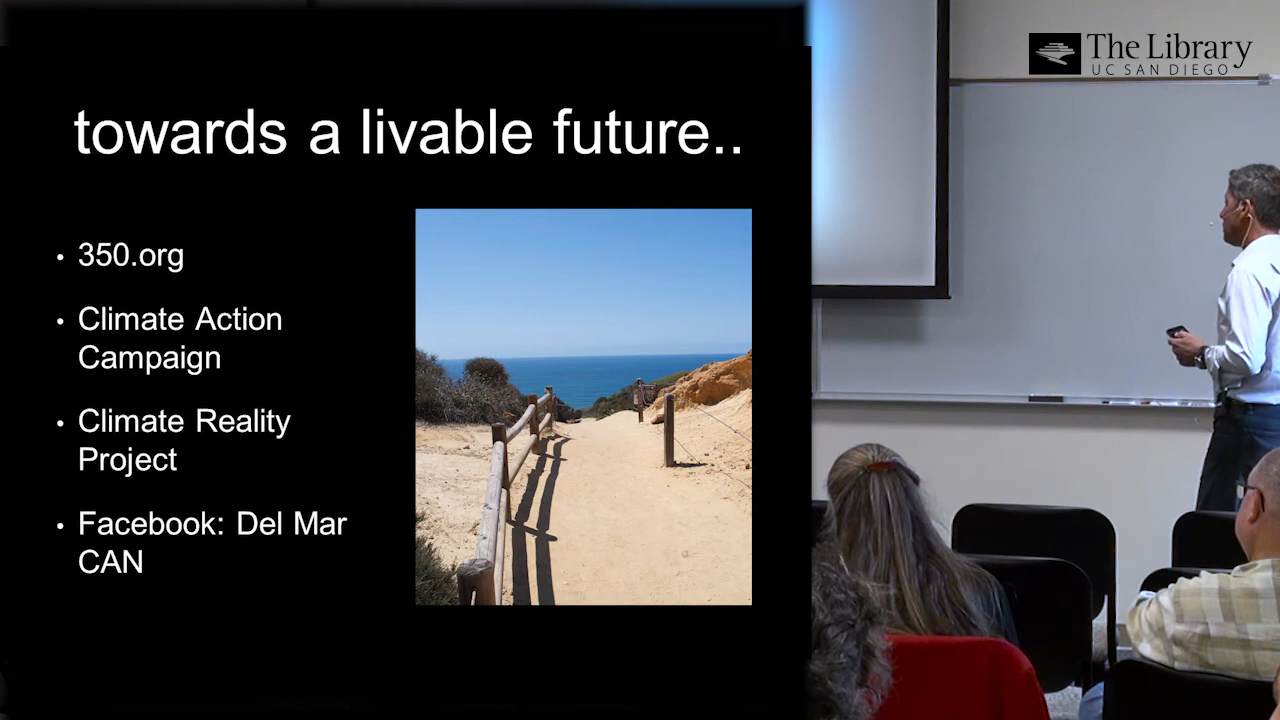 The Library
UC SAN DIEGO
towards a livable future..
• 350.org
• Climate Action
Campaign
• Climate Reality
Project
• Facebook: Del Mar
CAN